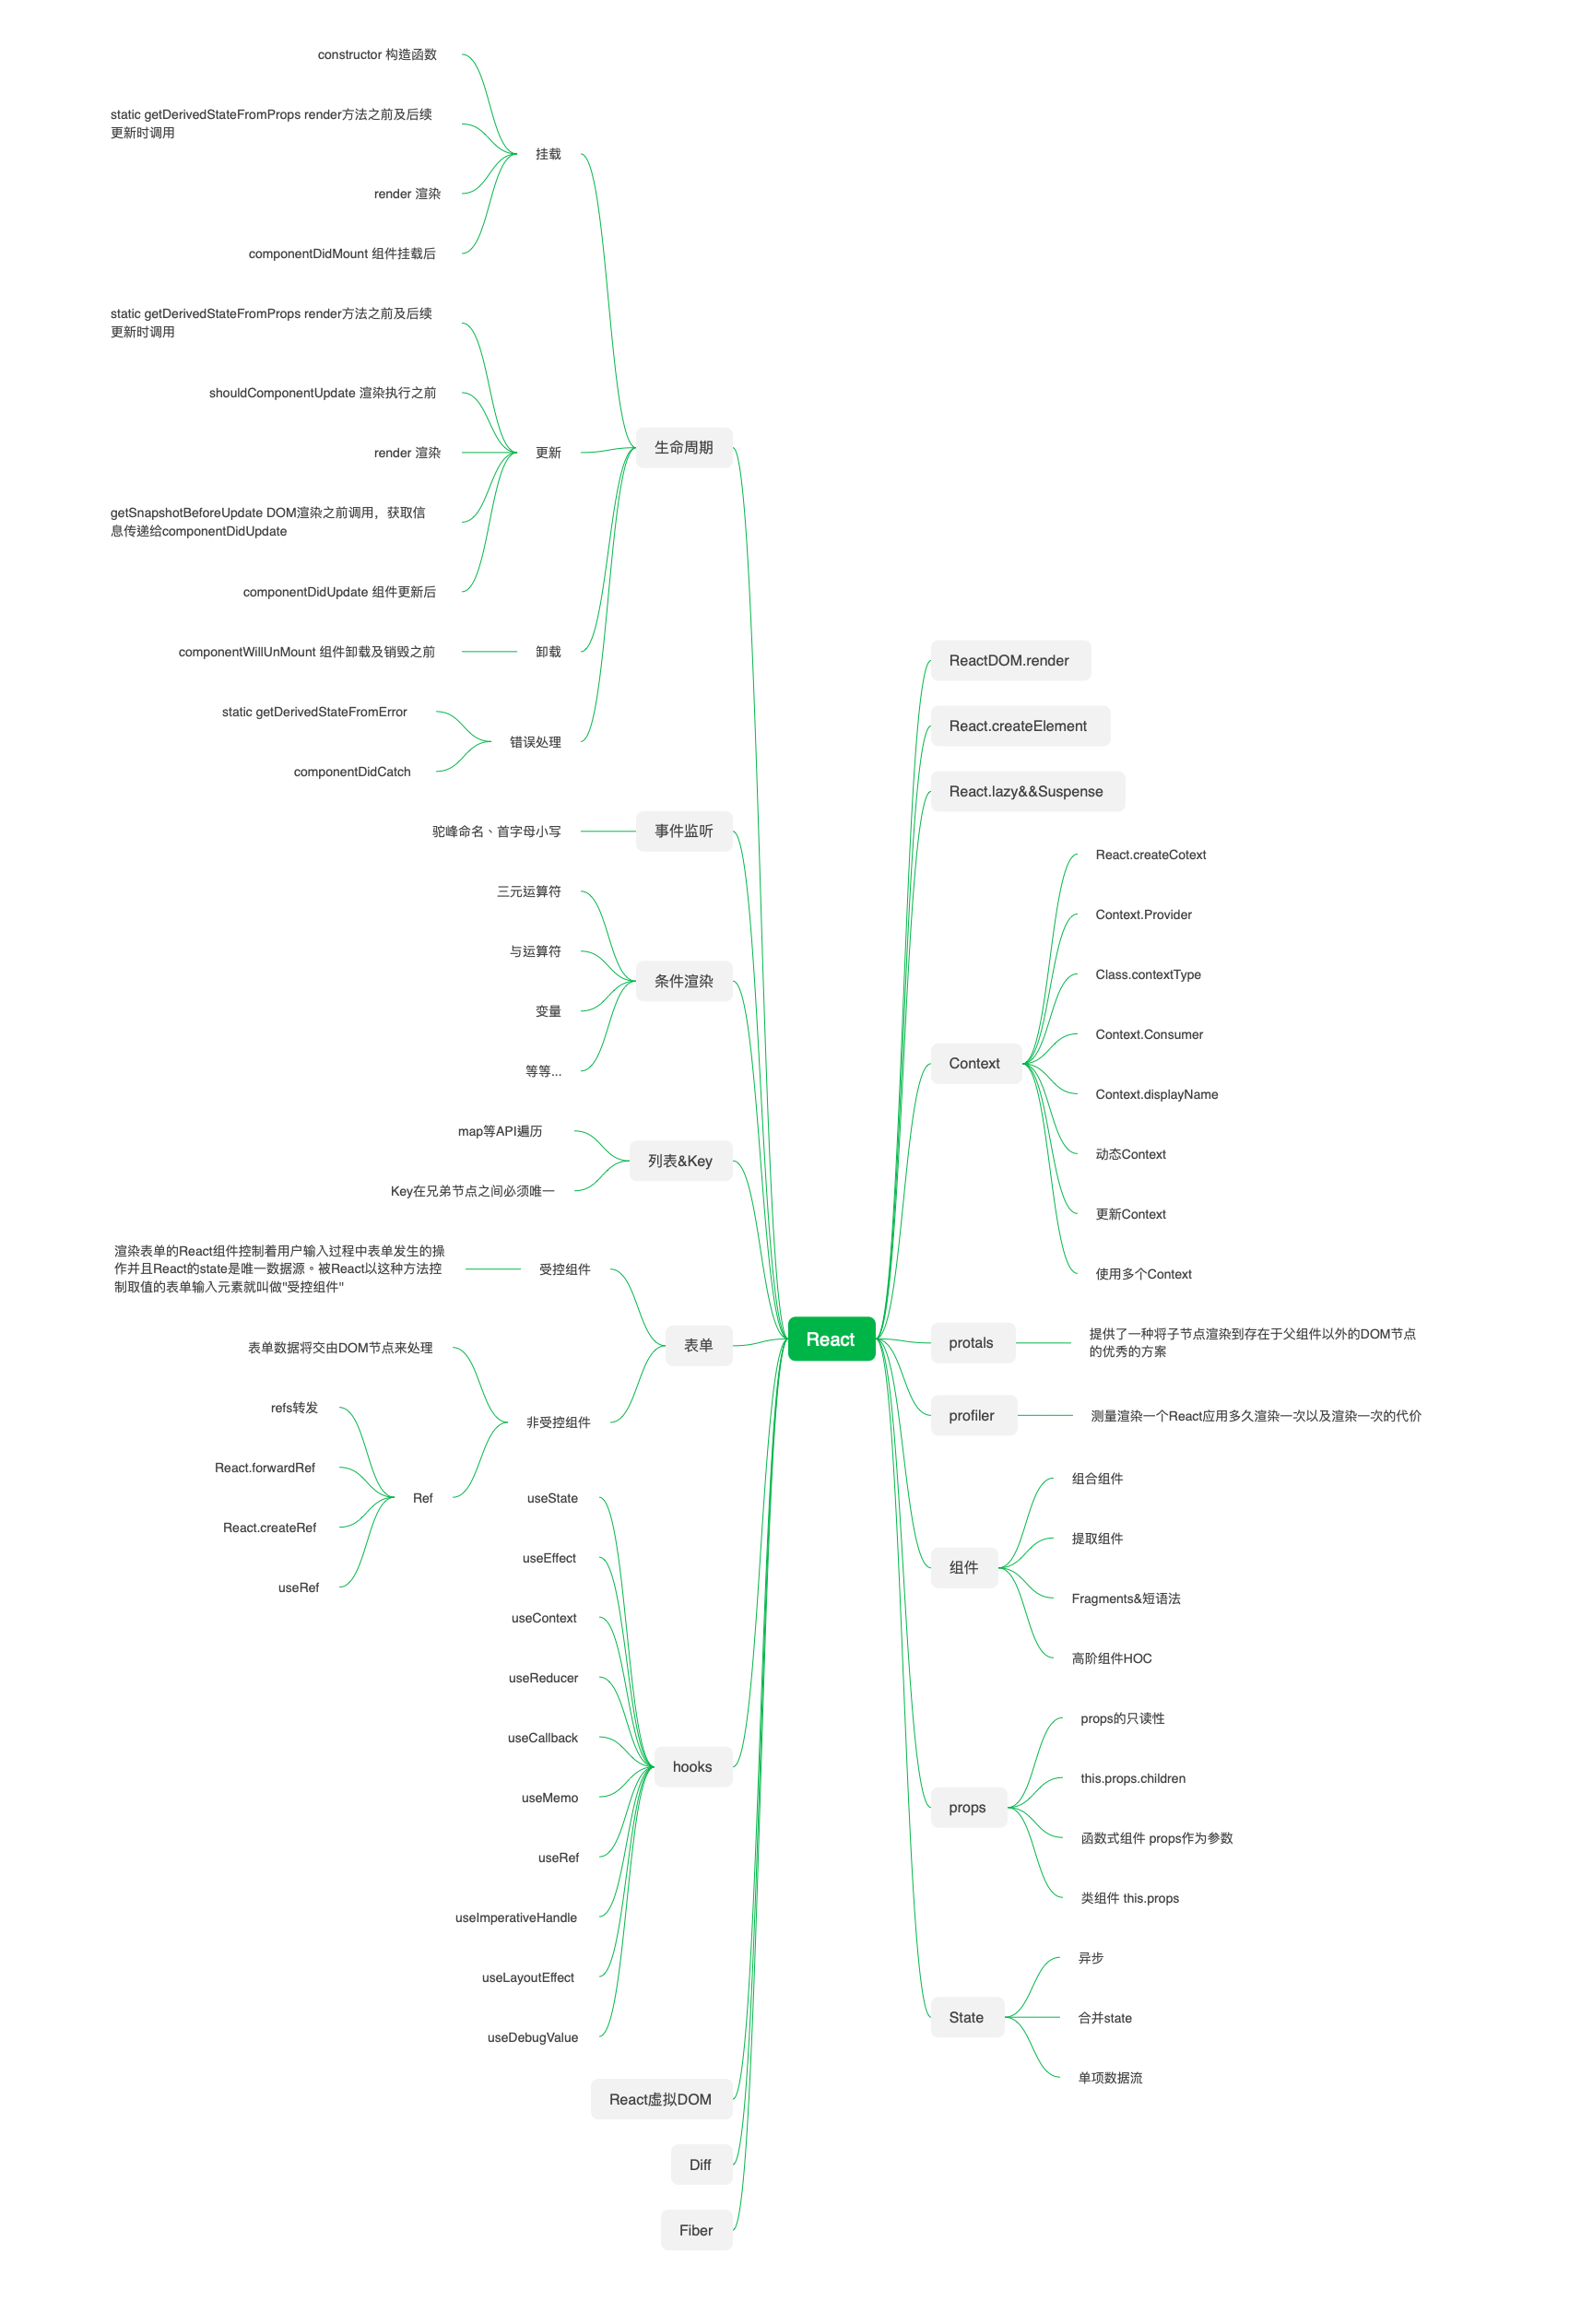 constructor 构造函数
static getDerivedStateFromProps render方法之前及后续
更新时调用
挂载
render 渲染
componentDidMount 组件挂载后
static getDerivedStateFromProps render方法之前及后续
更新时调用
shouldComponentUpdate 渲染执行之前
生命周期
render 渲染
更新
getSnapshotBeforeUpdate DOM渲染之前调用，获取信
息传递给componentDidUpdate
componentDidUpdate 组件更新后
componentWillUnMount 组件卸载及销毁之前
卸载
static getDerivedStateFromError
错误处理
componentDidCatch
驼峰命名、首字母小写
事件监听
三元运算符
与运算符
条件渲染
变量
等等...
map等API遍历
列表&Key
Key在兄弟节点之间必须唯一
渲染表单的React组件控制着用户输入过程中表单发生的操
作并且React的state是唯一数据源。被React以这种方法控
制取值的表单输入元素就叫做"受控组件"
受控组件
表单
表单数据将交由DOM节点来处理
非受控组件
refs转发
React.forwardRef
Ref
React.createRef
useRef
useState
useEffect
useContext
useReducer
useCallback
hooks
useMemo
useRef
useImperativeHandle
useLayoutEffect
useDebugValue
React虚拟DOM
Diff
Fiber
React
ReactDOM.render
React.createElement
React.lazy&&Suspense
React.createCotext
Context.Provider
Class.contextType
Context.Consumer
Context
Context.displayName
动态Context
更新Context
使用多个Context
protals
提供了一种将子节点渲染到存在于父组件以外的DOM节点
的优秀的方案
profiler
测量渲染一个React应用多久渲染一次以及渲染一次的代价
组合组件
提取组件
组件
Fragments&短语法
高阶组件HOC
props的只读性
this.props.children
props
函数式组件 props作为参数
类组件 this.props
异步
State
合并state
单项数据流